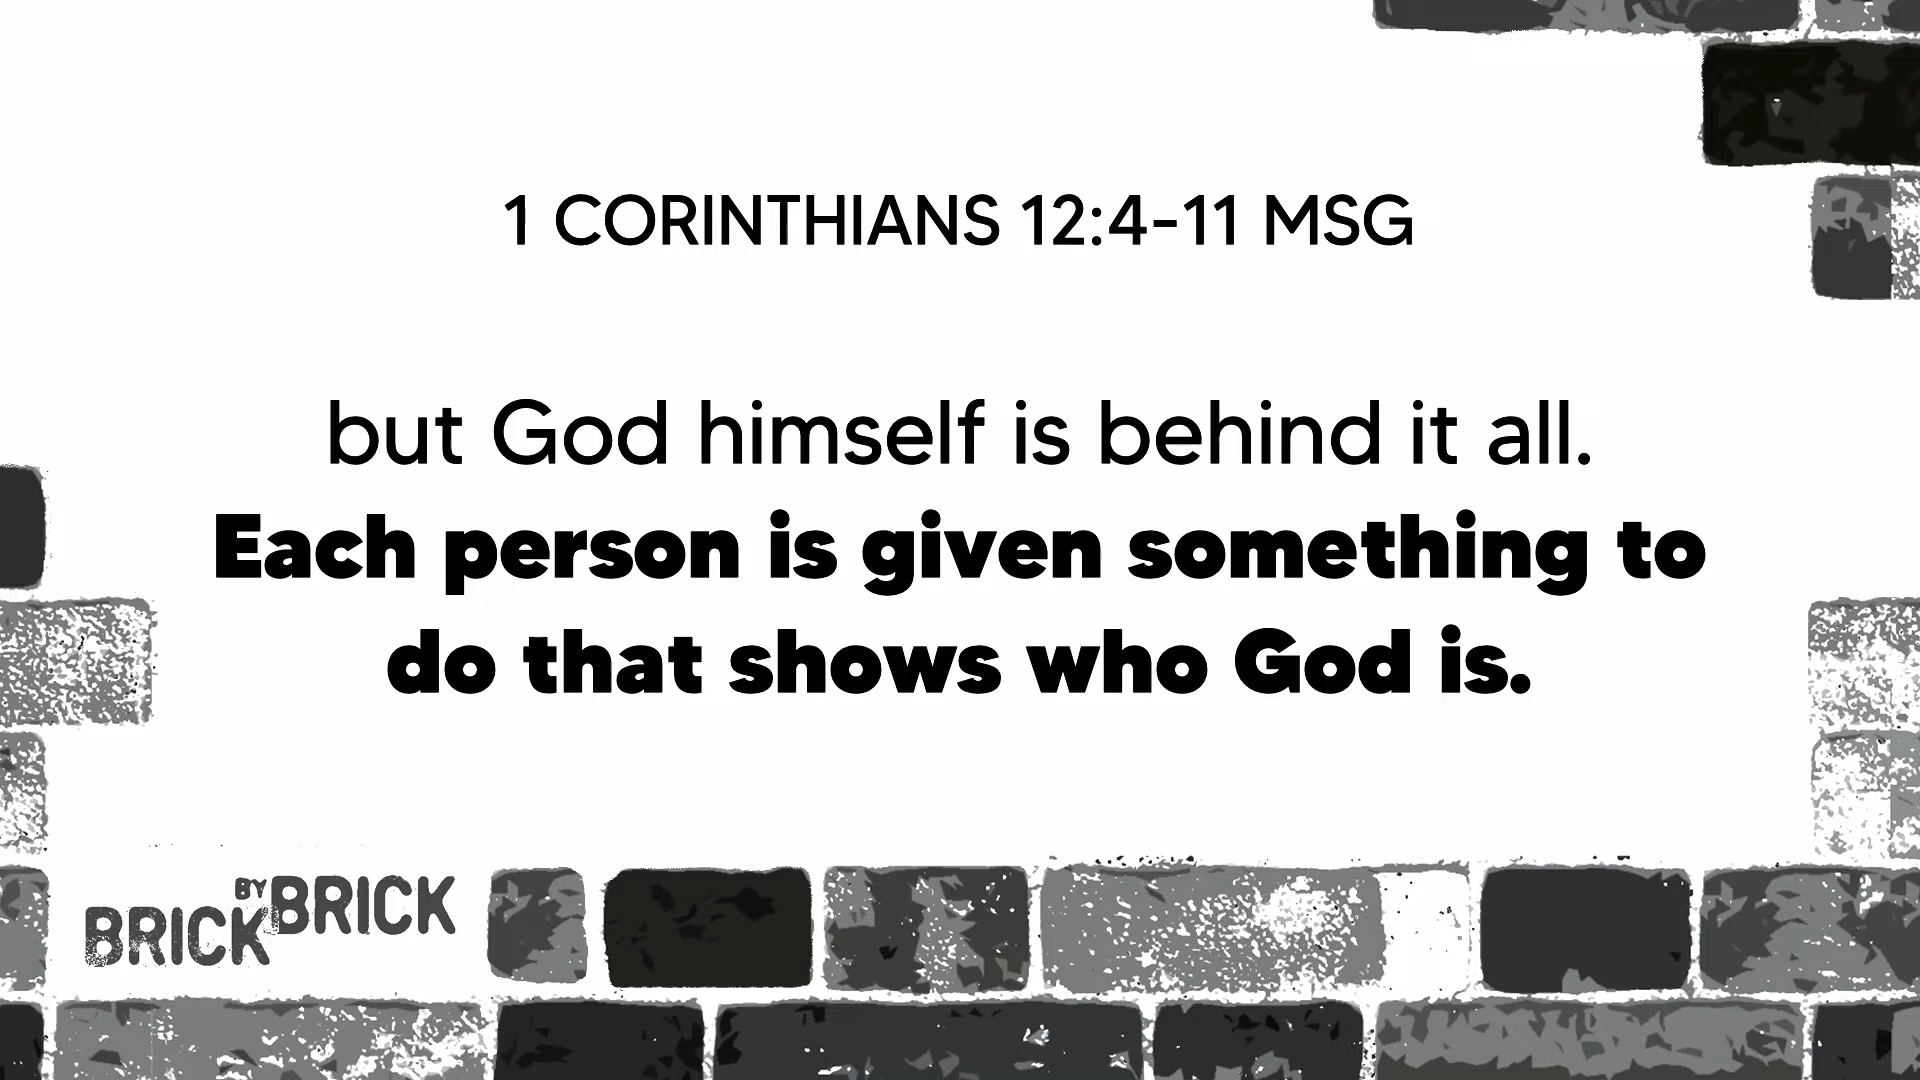 1 CORINTHIANS 12:4-11 MSG
but God himself is behind it all.
Each person is given something to
do that shows who God is.
BRICK BY BRICK